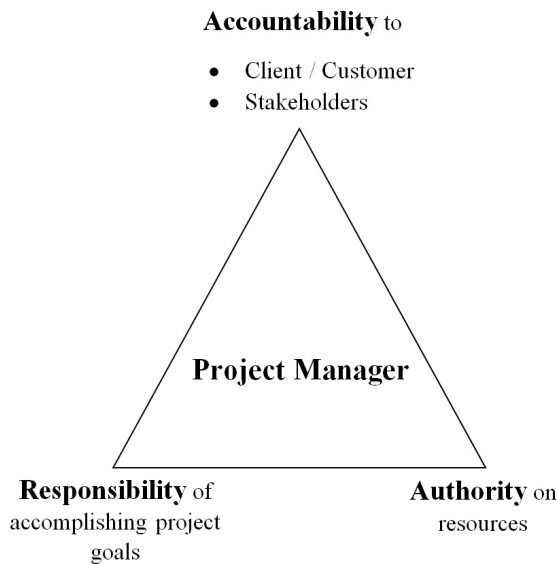 Accountability to
• Client / Customer
• Stakeholders
Project Manager
Responsibility of
accomplishing project
goals
Authority on
resources